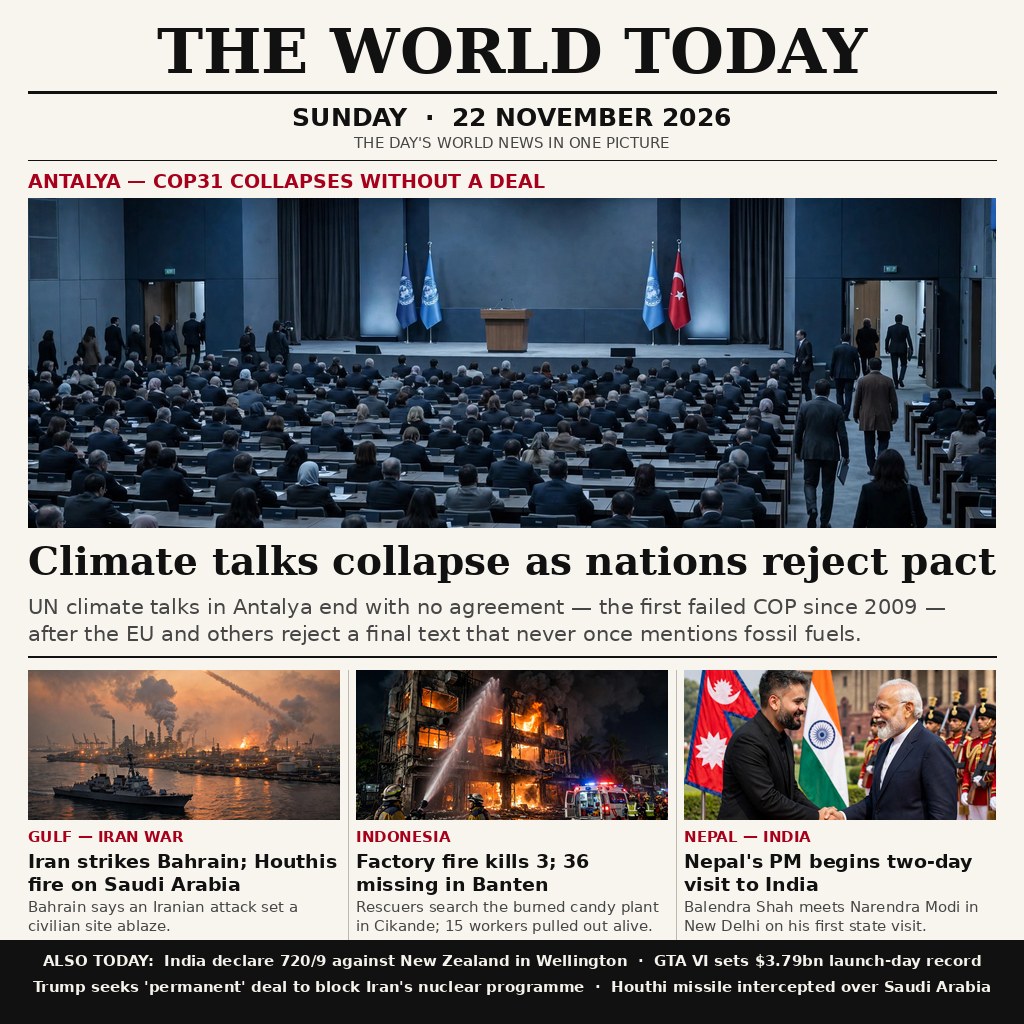 THE WORLD TODAY
SUNDAY · 22 NOVEMBER 2026
THE DAY'S WORLD NEWS IN ONE PICTURE
ANTALYA — COP31 COLLAPSES WITHOUT A DEAL
Climate talks collapse as nations reject pact
UN climate talks in Antalya end with no agreement — the first failed COP since 2009 —
after the EU and others reject a final text that never once mentions fossil fuels.
GULF — IRAN WAR
Iran strikes Bahrain; Houthis
fire on Saudi Arabia
Bahrain says an Iranian attack set a
civilian site ablaze.
INDONESIA
Factory fire kills 3; 36
missing in Banten
Rescuers search the burned candy plant
in Cikande; 15 workers pulled out alive.
NEPAL — INDIA
Nepal's PM begins two-day
visit to India
Balendra Shah meets Narendra Modi in
New Delhi on his first state visit.
ALSO TODAY: India declare 720/9 against New Zealand in Wellington · GTA VI sets $3.79bn launch-day record
Trump seeks 'permanent' deal to block Iran's nuclear programme · Houthi missile intercepted over Saudi Arabia